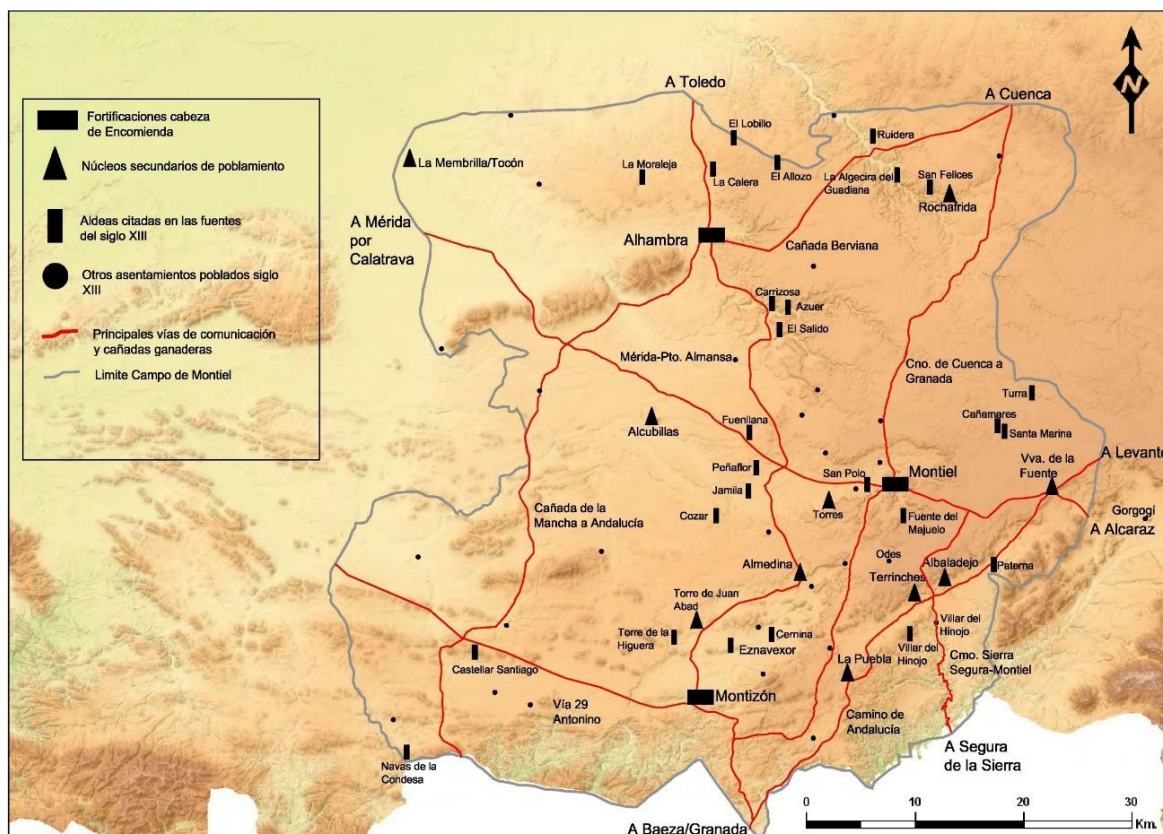 Fortificaciones cabeza
de Encomienda
Núcleos secundarios de poblamiento
Aldeas citadas en las fuentes
del siglo XIII
Otros asentamientos poblados siglo
XIII
Principales vías de comunicación
y cañadas ganaderas
Limite Campo de Montiel
A Toledo
A Cuenca
N
El Lobillo
Ruidera
La Membrilla/Tocón
La Moraleja
La Calera
El Allozo
La Algecira del
Guadiana
San Felices
Rochafrida
A Mérida
por
Calatrava
Alhambra
Cañada Berviana
Carrizosa
Azuer
El Salido
Mérida-Pto. Almansa
Cno. de Cuenca a
Granada
Turra
Alcubillas
Fuenllana
Cañamares
Santa Marina
Peñaflor
San Polo
Montiel
Vva. de la
Fuente
A Levante
Jamila
Cañada de la
Mancha a Andalucía
Cozar
Torres
Fuente del
Majuelo
Gorgogí
A Alcaraz
Almedina
Odes
Albaladejo
Paterna
Terrinches
Torre de Juan
Abad
Torre de la
Higuera
Cernina
Eznavexor
Villar del
Hinojo
Villar del
Hinojo
Castellar Santiago
La Puebla
Cmo. Sierra
Segura-Montiel
Montizón
Vía 29
Antonino
Camino de
Andalucía
Navas de la
Condesa
A Segura
de la Sierra
A Baeza/Granada
0 10 20 30
Km.